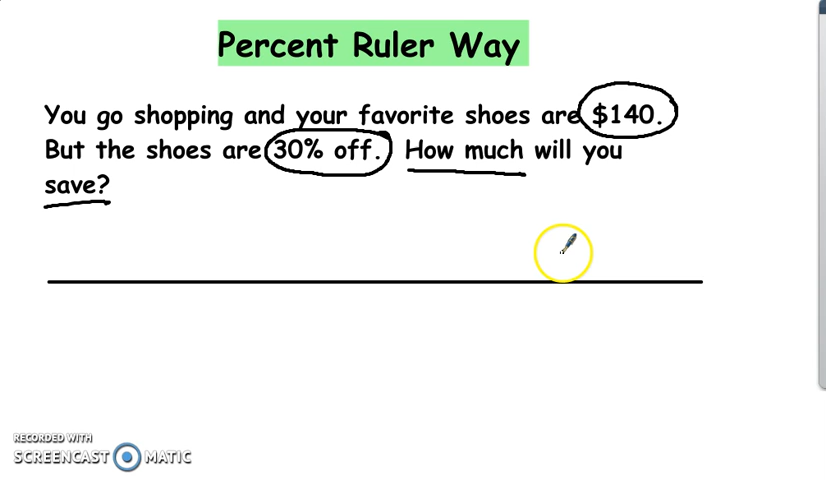 Percent Ruler Way
You go shopping and your favorite shoes are $140.
But the shoes are 30% off. How much will you
save?
RECORDED WITH
SCREENCAST MATIC